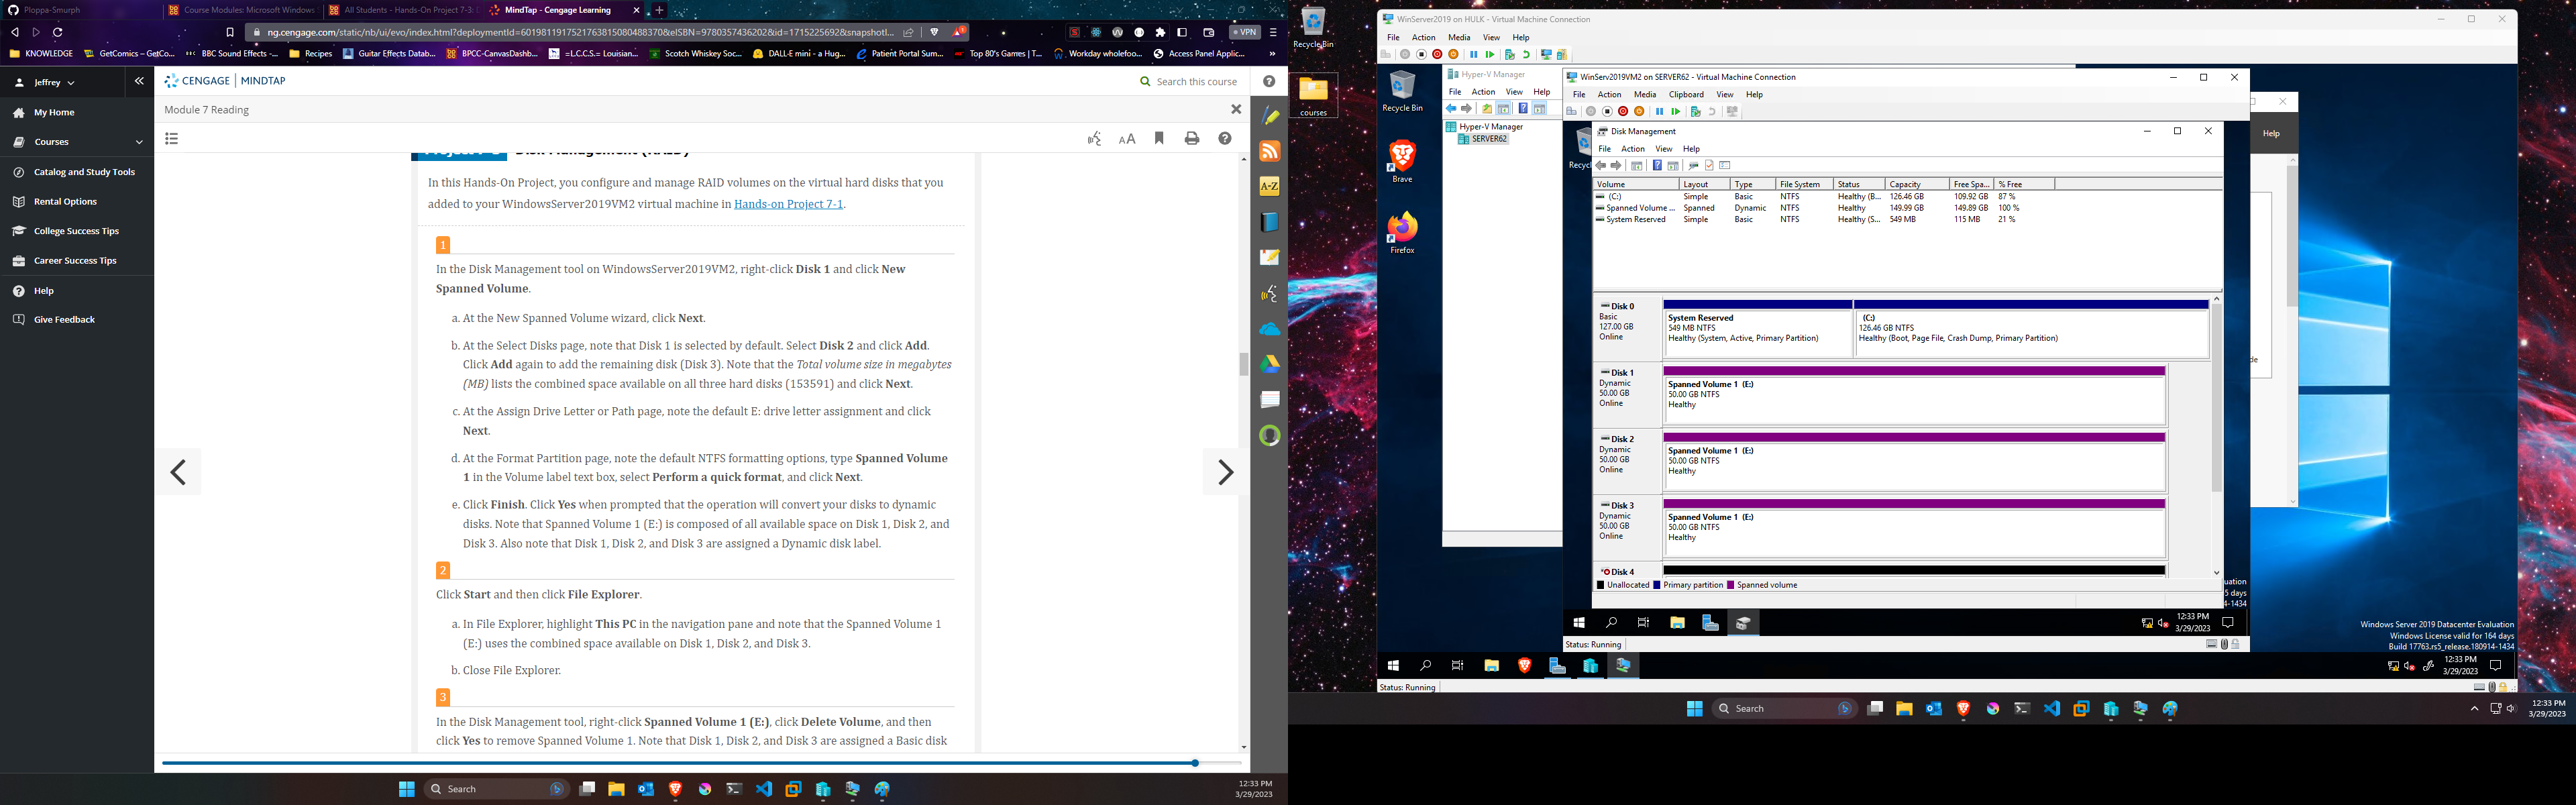 Ploppa-Smurph
Course Modules: Microsoft Windows
All Students - Hands-On Project 7-3:
MindTap - Cengage Learning
ng.cengage.com/static/nb/ui/evo/index.html?deploymentId=6019811917521763815080488370&eISBN=9780357436202&id=1715225692&snapshotI...
VPN
KNOWLEDGE
GetComics – GetCo...
BBC Sound Effects -...
Recipes
Guitar Effects Datab...
BPCC-CanvasDashb...
=L.C.C.S.= Louisian...
Scotch Whiskey Soc...
DALL·E mini - a Hug...
Patient Portal Sum...
Top 80's Games | T...
Workday wholefoo...
Access Panel Applic...
Jeffrey
My Home
Courses
Catalog and Study Tools
Rental Options
College Success Tips
Career Success Tips
Help
Give Feedback
CENGAGE | MINDTAP
Search this course
Module 7 Reading
AA
A-Z
In this Hands-On Project, you configure and manage RAID volumes on the virtual hard disks that you
added to your WindowsServer2019VM2 virtual machine in Hands-on Project 7-1.
1
In the Disk Management tool on WindowsServer2019VM2, right-click Disk 1 and click New
Spanned Volume.
a. At the New Spanned Volume wizard, click Next.
b. At the Select Disks page, note that Disk 1 is selected by default. Select Disk 2 and click Add.
Click Add again to add the remaining disk (Disk 3). Note that the Total volume size in megabytes
(MB) lists the combined space available on all three hard disks (153591) and click Next.
c. At the Assign Drive Letter or Path page, note the default E: drive letter assignment and click
Next.
d. At the Format Partition page, note the default NTFS formatting options, type Spanned Volume
1 in the Volume label text box, select Perform a quick format, and click Next.
e. Click Finish. Click Yes when prompted that the operation will convert your disks to dynamic
disks. Note that Spanned Volume 1 (E:) is composed of all available space on Disk 1, Disk 2, and
Disk 3. Also note that Disk 1, Disk 2, and Disk 3 are assigned a Dynamic disk label.
2
Click Start and then click File Explorer.
a. In File Explorer, highlight This PC in the navigation pane and note that the Spanned Volume 1
(E:) uses the combined space available on Disk 1, Disk 2, and Disk 3.
b. Close File Explorer.
3
In the Disk Management tool, right-click Spanned Volume 1 (E:), click Delete Volume, and then
click Yes to remove Spanned Volume 1. Note that Disk 1, Disk 2, and Disk 3 are assigned a Basic disk
Search
12:33 PM
3/29/2023
Recycle Bin
courses
WinServer2019 on HULK - Virtual Machine Connection
File Action Media View Help
Recycle Bin
Brave
Firefox
Hyper-V Manager
File Action View Help
Hyper-V Manager
SERVER62
WinServ2019VM2 on SERVER62 - Virtual Machine Connection
File Action Media Clipboard View Help
Help
Disk Management
File Action View Help
Volume Layout Type File System Status Capacity Free Spa... % Free
(C:) Simple Basic NTFS Healthy (B... 126.46 GB 109.92 GB 87 %
Spanned Volume ... Spanned Dynamic NTFS Healthy 149.99 GB 149.89 GB 100 %
System Reserved Simple Basic NTFS Healthy (S... 549 MB 115 MB 21 %
Disk 0
Basic
127.00 GB
Online
System Reserved
549 MB NTFS
Healthy (System, Active, Primary Partition)
(C:)
126.46 GB NTFS
Healthy (Boot, Page File, Crash Dump, Primary Partition)
Disk 1
Dynamic
50.00 GB
Online
Spanned Volume 1 (E:)
50.00 GB NTFS
Healthy
Disk 2
Dynamic
50.00 GB
Online
Spanned Volume 1 (E:)
50.00 GB NTFS
Healthy
Disk 3
Dynamic
50.00 GB
Online
Spanned Volume 1 (E:)
50.00 GB NTFS
Healthy
Disk 4
Unallocated Primary partition Spanned volume
5 days
4-1434
12:33 PM
3/29/2023
Status: Running
Windows Server 2019 Datacenter Evaluation
Windows License valid for 164 days
Build 17763.rs5_release.180914-1434
12:33 PM
3/29/2023
Status: Running
Search
12:33 PM
3/29/2023